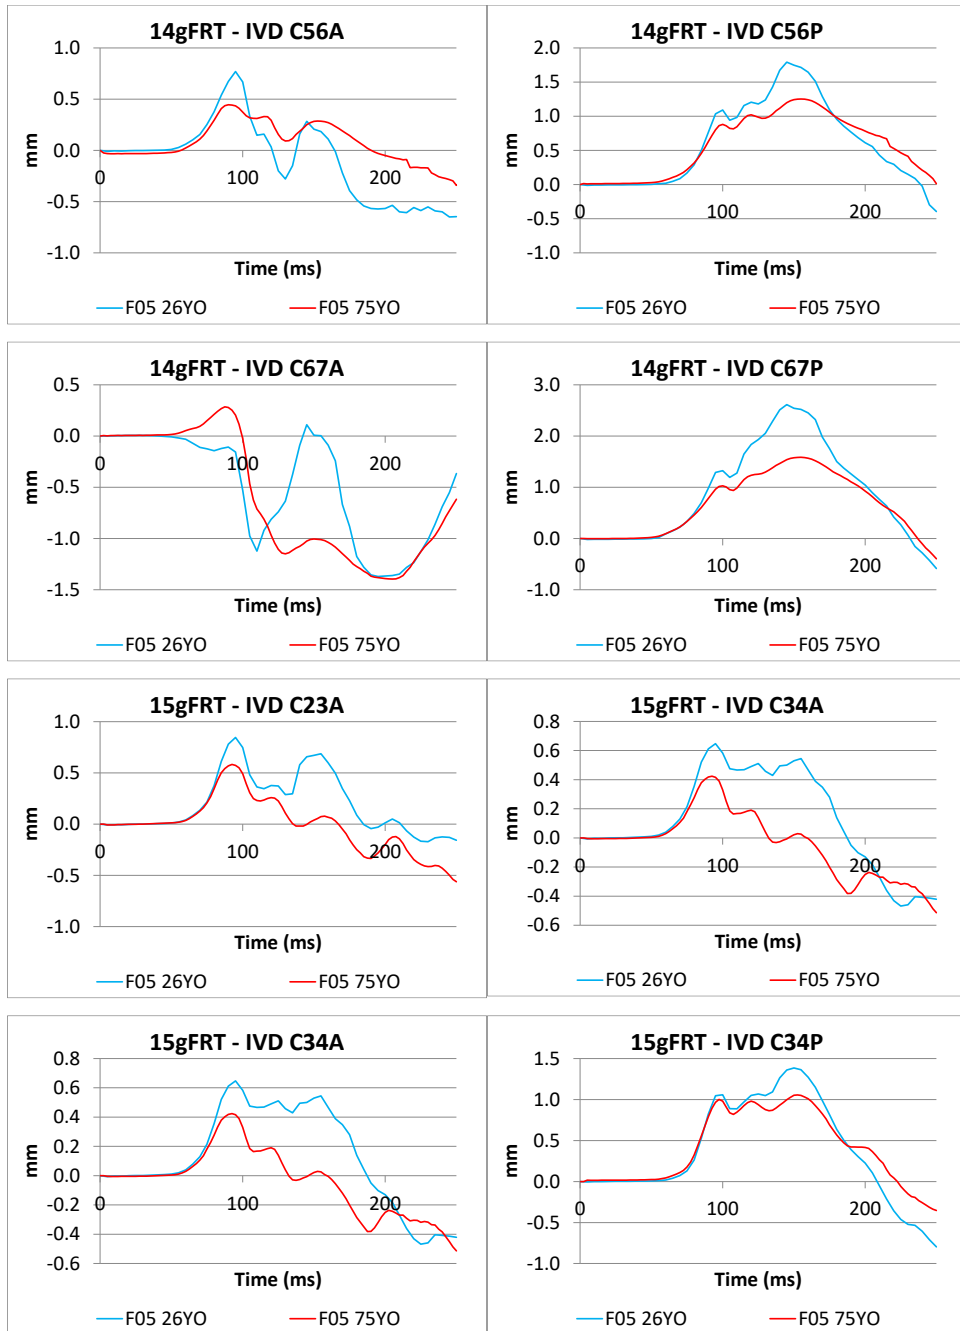 14gFRT - IVD C56A
1.0
0.5
0.0
-0.5
-1.0
0
100
200
mm
Time (ms)
F05 26YO
F05 75YO
14gFRT - IVD C56P
2.0
1.5
1.0
0.5
0.0
-0.5
-1.0
0
100
200
mm
Time (ms)
F05 26YO
F05 75YO
14gFRT - IVD C67A
0.5
0.0
-0.5
-1.0
-1.5
0
100
200
mm
Time (ms)
F05 26YO
F05 75YO
14gFRT - IVD C67P
3.0
2.0
1.0
0.0
-1.0
0
100
200
mm
Time (ms)
F05 26YO
F05 75YO
15gFRT - IVD C23A
1.0
0.5
0.0
-0.5
-1.0
0
100
200
mm
Time (ms)
F05 26YO
F05 75YO
15gFRT - IVD C34A
0.8
0.6
0.4
0.2
0.0
-0.2
-0.4
-0.6
0
100
200
mm
Time (ms)
F05 26YO
F05 75YO
15gFRT - IVD C34A
0.8
0.6
0.4
0.2
0.0
-0.2
-0.4
-0.6
0
100
200
mm
Time (ms)
F05 26YO
F05 75YO
15gFRT - IVD C34P
1.5
1.0
0.5
0.0
-0.5
-1.0
0
100
200
mm
Time (ms)
F05 26YO
F05 75YO